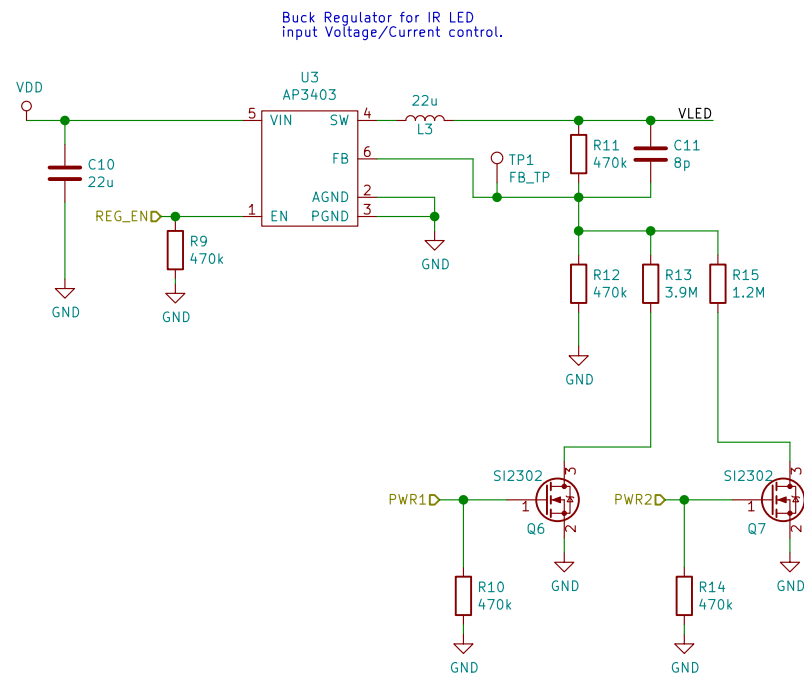 Buck Regulator for IR LED
input Voltage/Current control.
VDD
U3
AP3403
22u
L3
5
VIN
SW
4
VLED
FB
6
TP1
FB_TP
R11
470k
C11
8p
C10
22u
AGND
2
REG_EN
1
EN
PGND
3
R9
470k
GND
GND
GND
R12
470k
R13
3.9M
R15
1.2M
GND
SI2302
3
SI2302
3
PWR1
1
Q6
2
PWR2
1
Q7
2
GND
GND
R10
470k
R14
470k
GND
GND